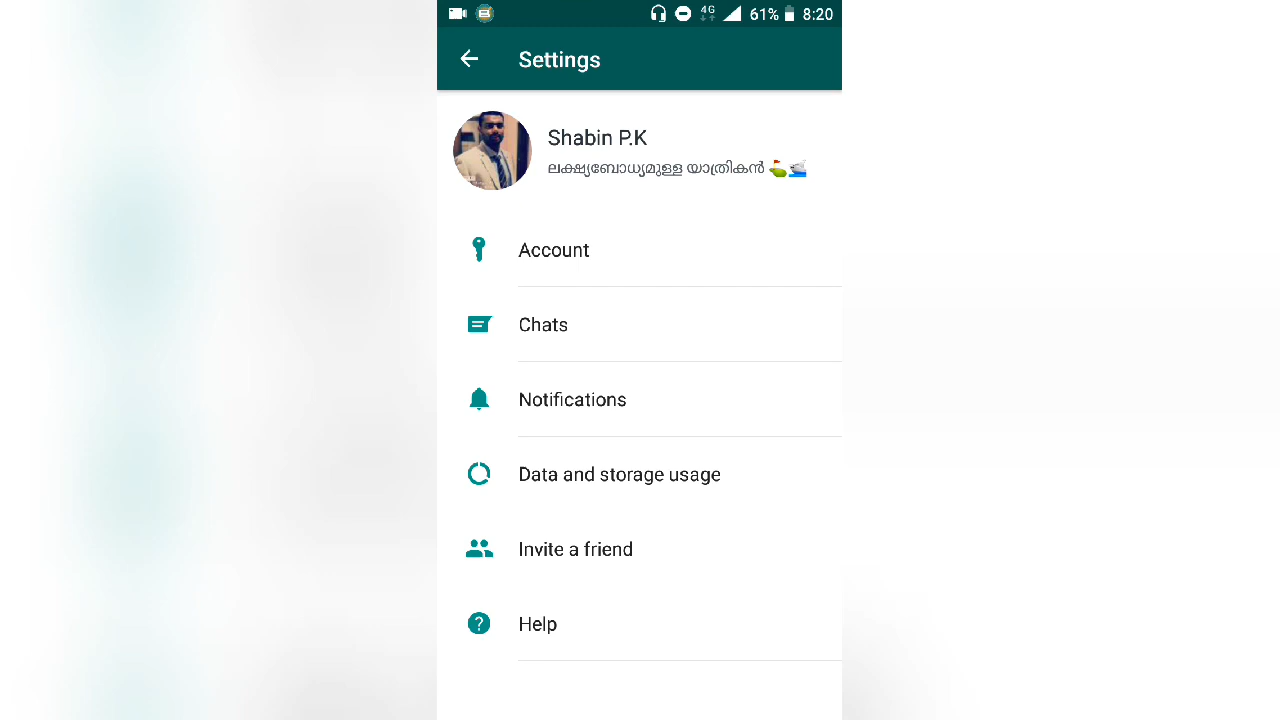 4G 61% 8:20
Settings
Shabin P.K
ലക്ഷ്യബോധ്യമുള്ള യാത്രികൻ ⛳🛥️
Account
Chats
Notifications
Data and storage usage
Invite a friend
Help